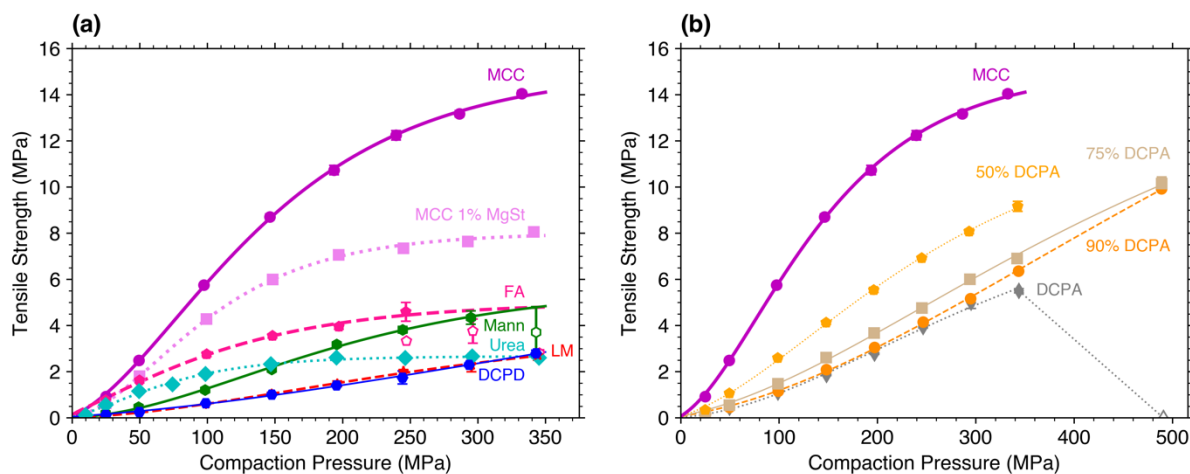 (a)
16
14
12
10
8
6
4
2
0
Tensile Strength (MPa)
MCC
MCC 1% MgSt
FA
Mann
Urea
LM
DCPD
0 50 100 150 200 250 300 350
Compaction Pressure (MPa)
(b)
16
14
12
10
8
6
4
2
0
Tensile Strength (MPa)
MCC
75% DCPA
50% DCPA
90% DCPA
DCPA
0 100 200 300 400 500
Compaction Pressure (MPa)